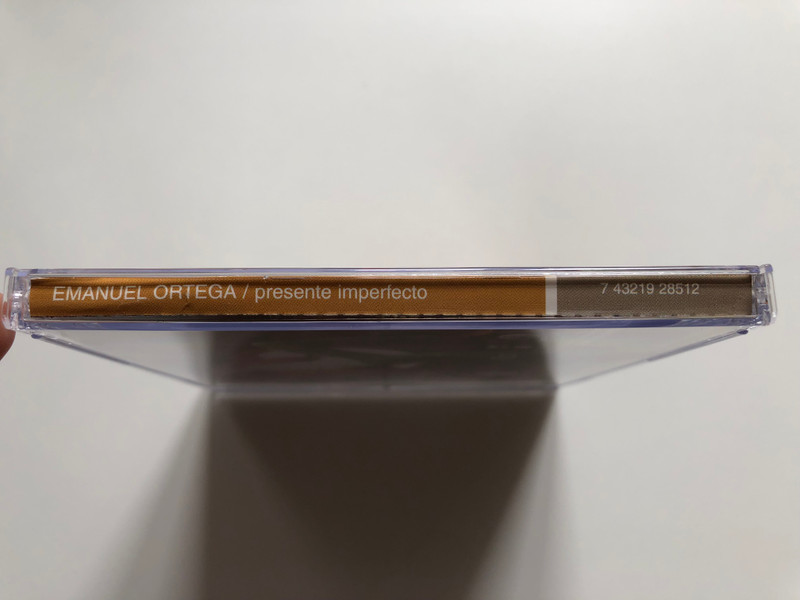 EMANUEL ORTEGA / presente imperfecto 7 43219 28512